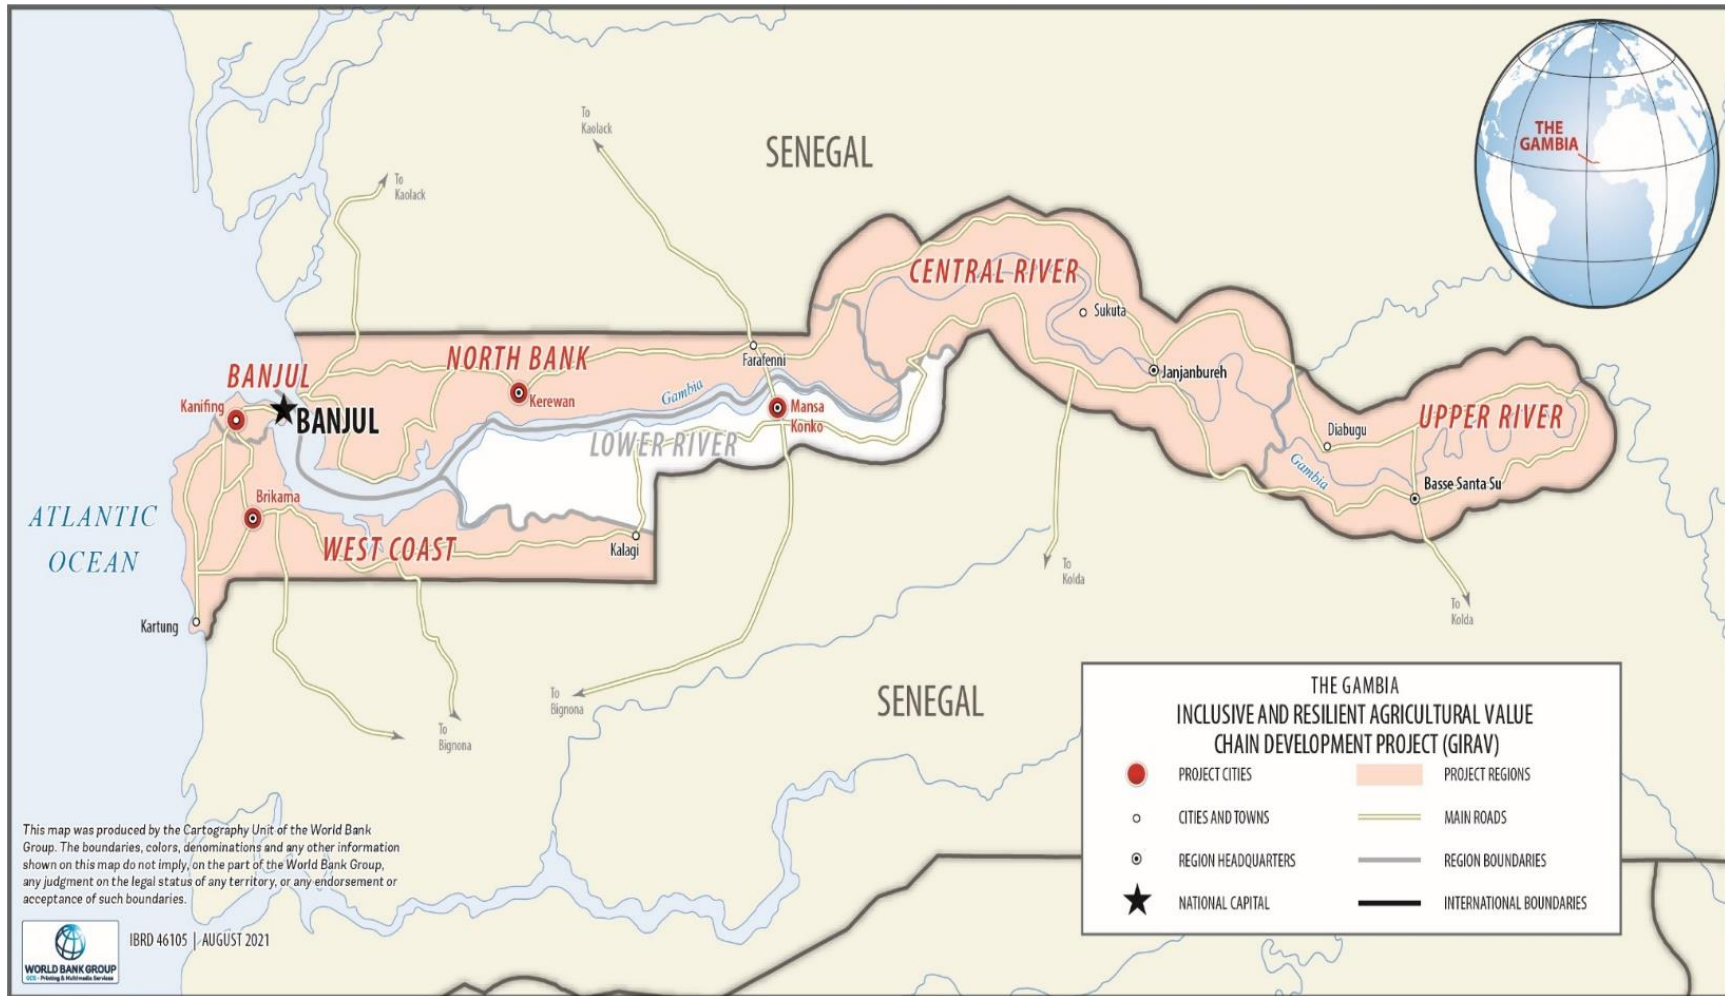 THE
GAMBIA
To
Kaolack
SENEGAL
To
Kaolack
CENTRAL RIVER
Sukuta
NORTH BANK
Farafenni
BANJUL
Janjanbureh
Kanifing
Kerewan
Gambia
Mansa
Konko
BANJUL
LOWER RIVER
UPPER RIVER
Diabugu
Gambia
Basse Santa Su
Brikama
ATLANTIC
OCEAN
WEST COAST
Kalagi
To
Kolda
To
Kolda
Kartung
To
Bignona
To
Bignona
SENEGAL
THE GAMBIA
INCLUSIVE AND RESILIENT AGRICULTURAL VALUE
CHAIN DEVELOPMENT PROJECT (GIRAV)
PROJECT CITIES
PROJECT REGIONS
CITIES AND TOWNS
MAIN ROADS
REGION HEADQUARTERS
REGION BOUNDARIES
NATIONAL CAPITAL
INTERNATIONAL BOUNDARIES
This map was produced by the Cartography Unit of the World Bank
Group. The boundaries, colors, denominations and any other information
shown on this map do not imply, on the part of the World Bank Group,
any judgment on the legal status of any territory, or any endorsement or
acceptance of such boundaries.
WORLD BANK GROUP
GCS - Printing & Multimedia Services
IBRD 46105 | AUGUST 2021